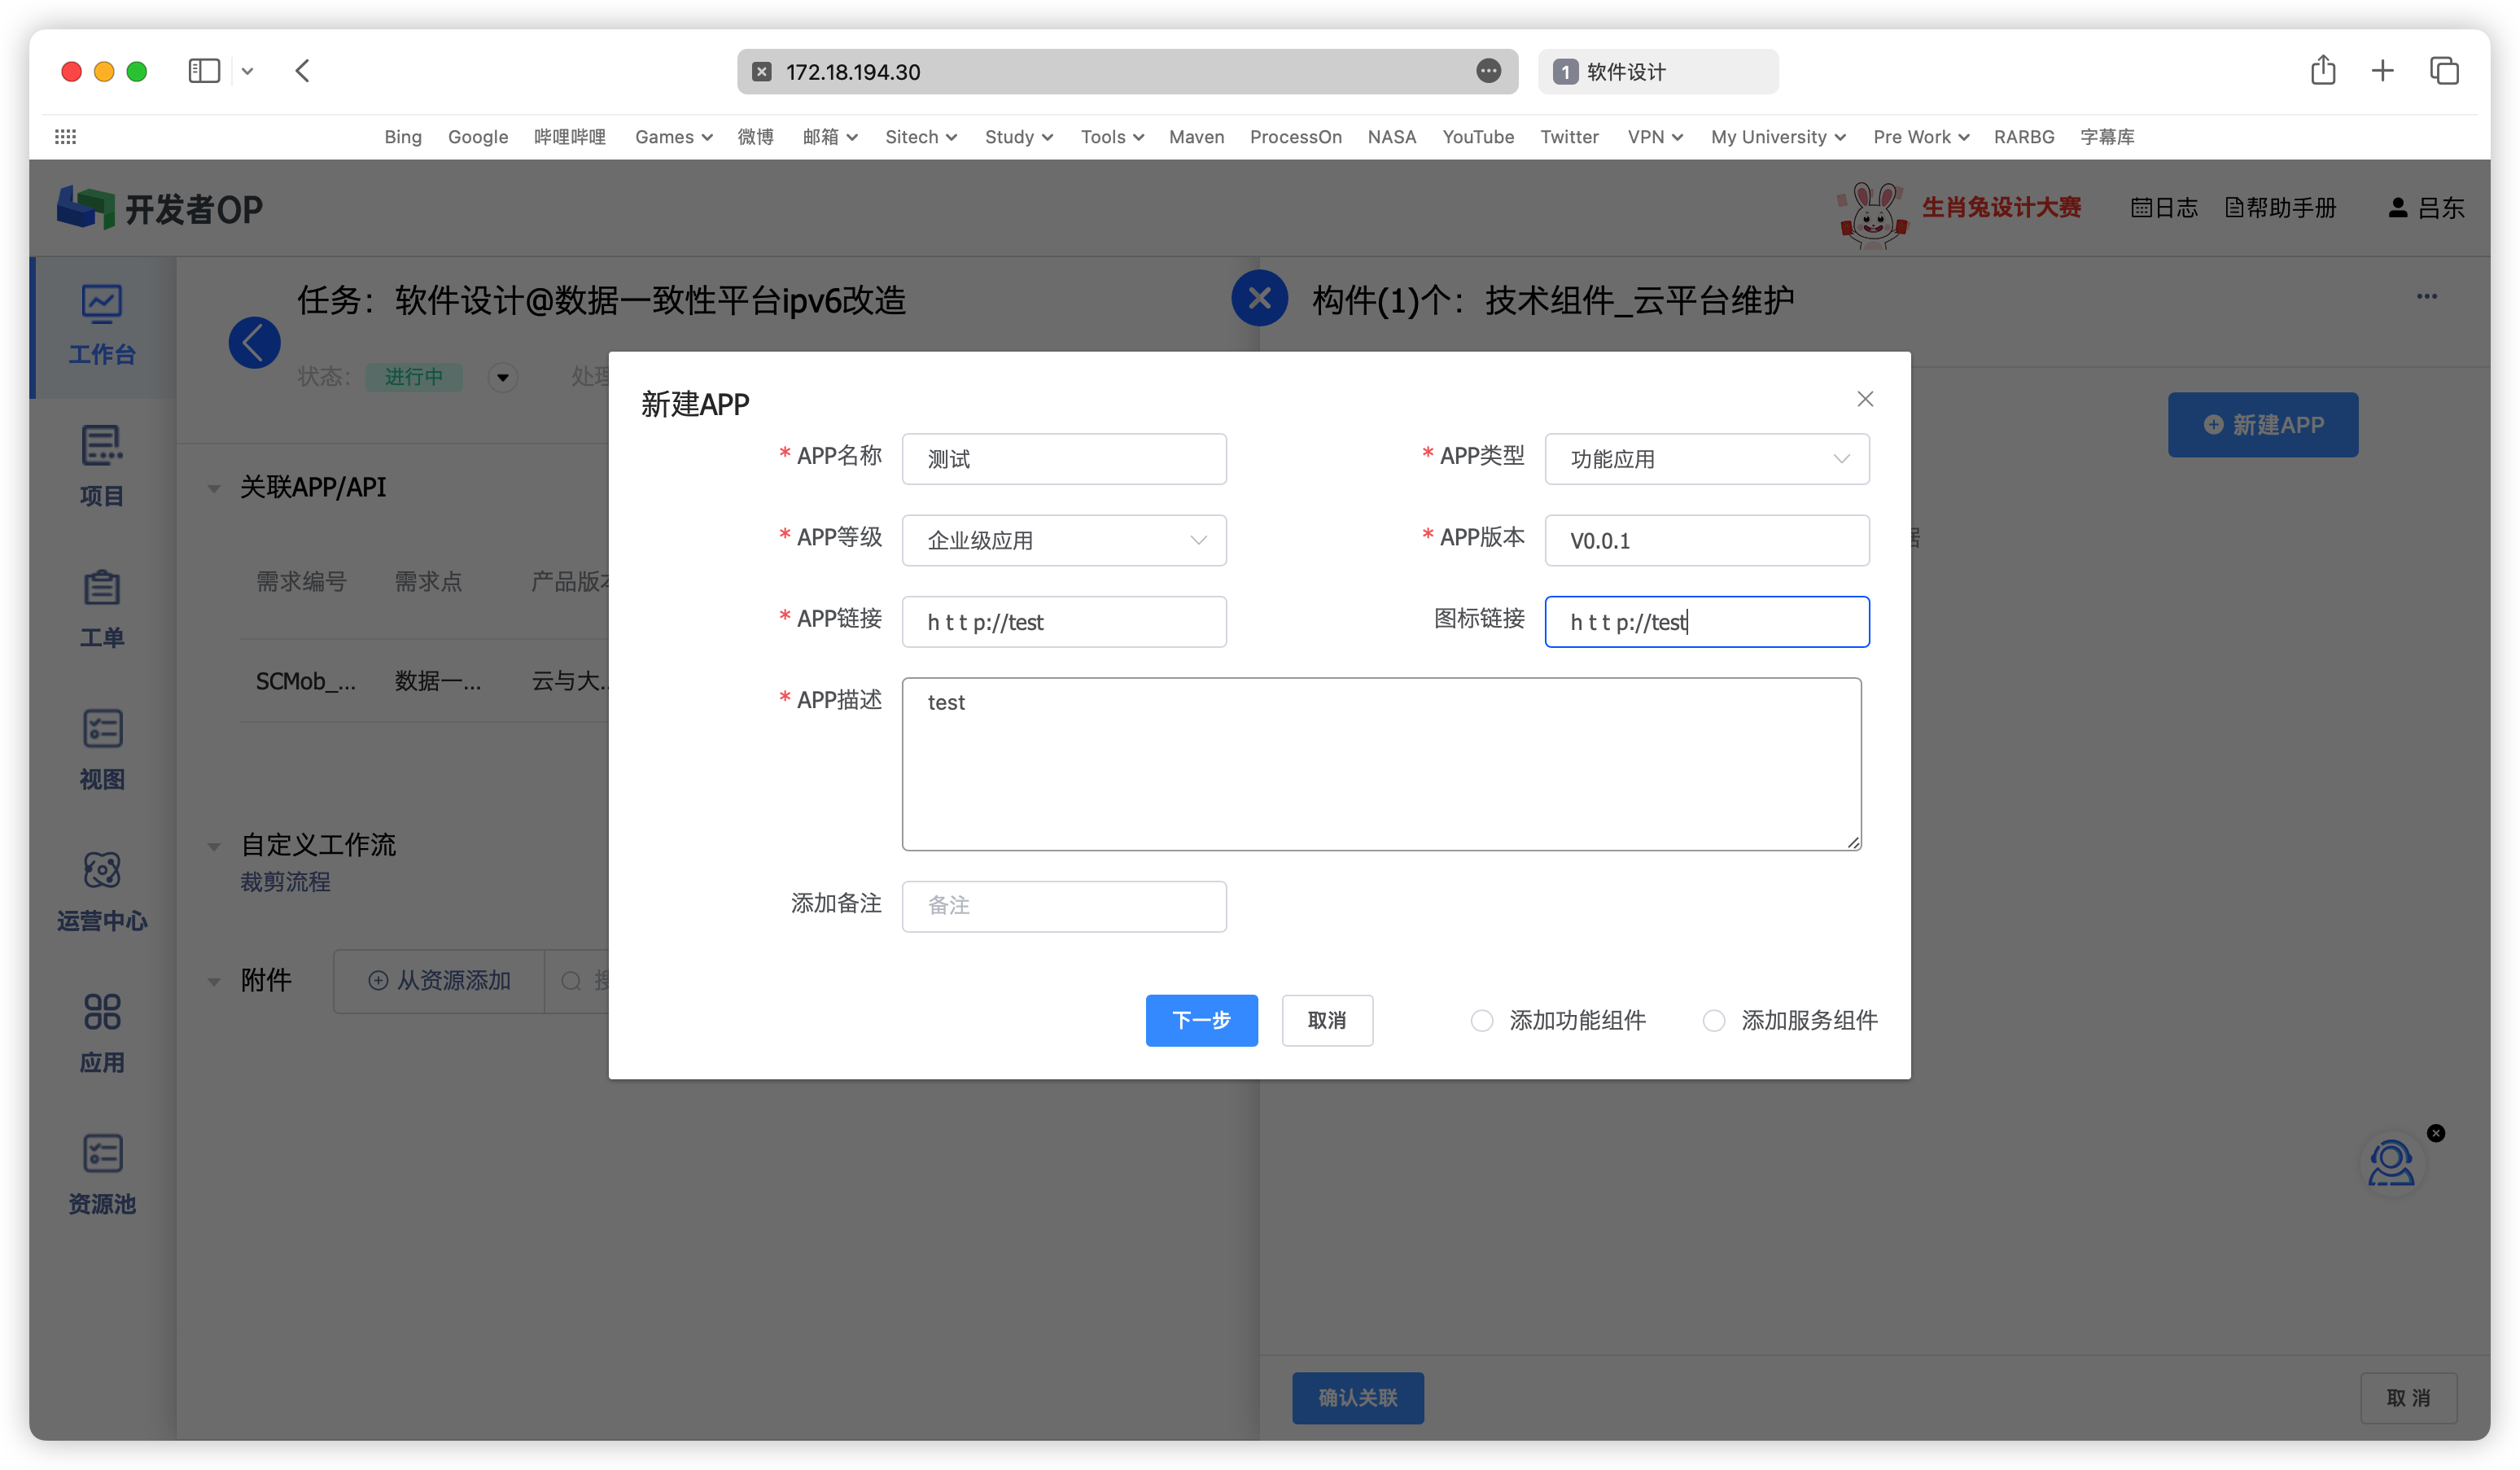 172.18.194.30
1 软件设计
Bing Google 哔哩哔哩 Games 微博 邮箱 Sitech Study Tools Maven ProcessOn NASA YouTube Twitter VPN My University Pre Work RARBG 字幕库
开发者OP
生肖兔设计大赛 日志 帮助手册 吕东
工作台
项目
工单
视图
运营中心
应用
资源池
任务：软件设计@数据一致性平台ipv6改造
状态： 进行中 处理
关联APP/API
需求编号 需求点 产品版本
SCMob_... 数据一... 云与大...
自定义工作流
裁剪流程
附件 从资源添加 搜
构件(1)个：技术组件_云平台维护
新建APP
新建APP
* APP名称 测试
* APP类型 功能应用
* APP等级 企业级应用
* APP版本 V0.0.1
* APP链接 h t t p://test
图标链接 h t t p://test
* APP描述 test
添加备注 备注
下一步 取消 添加功能组件 添加服务组件
确认关联 取 消